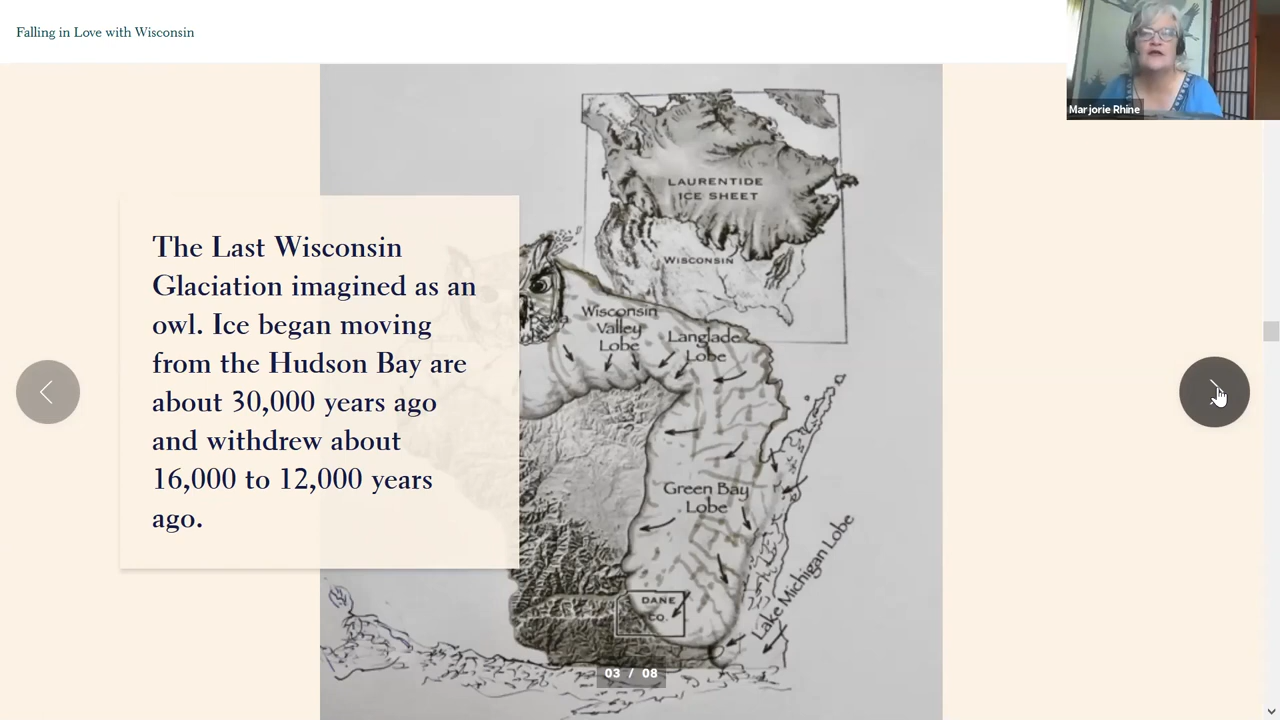 Falling in Love with Wisconsin
Marjorie Rhine
LAURENTIDE
ICE SHEET
WISCONSIN
The Last Wisconsin
Glaciation imagined as an
owl. Ice began moving
from the Hudson Bay are
about 30,000 years ago
and withdrew about
16,000 to 12,000 years
ago.
Wisconsin
Valley
Lobe
Langlade
Lobe
Green Bay
Lobe
Lake Michigan Lobe
DANE
CO.
03 / 08